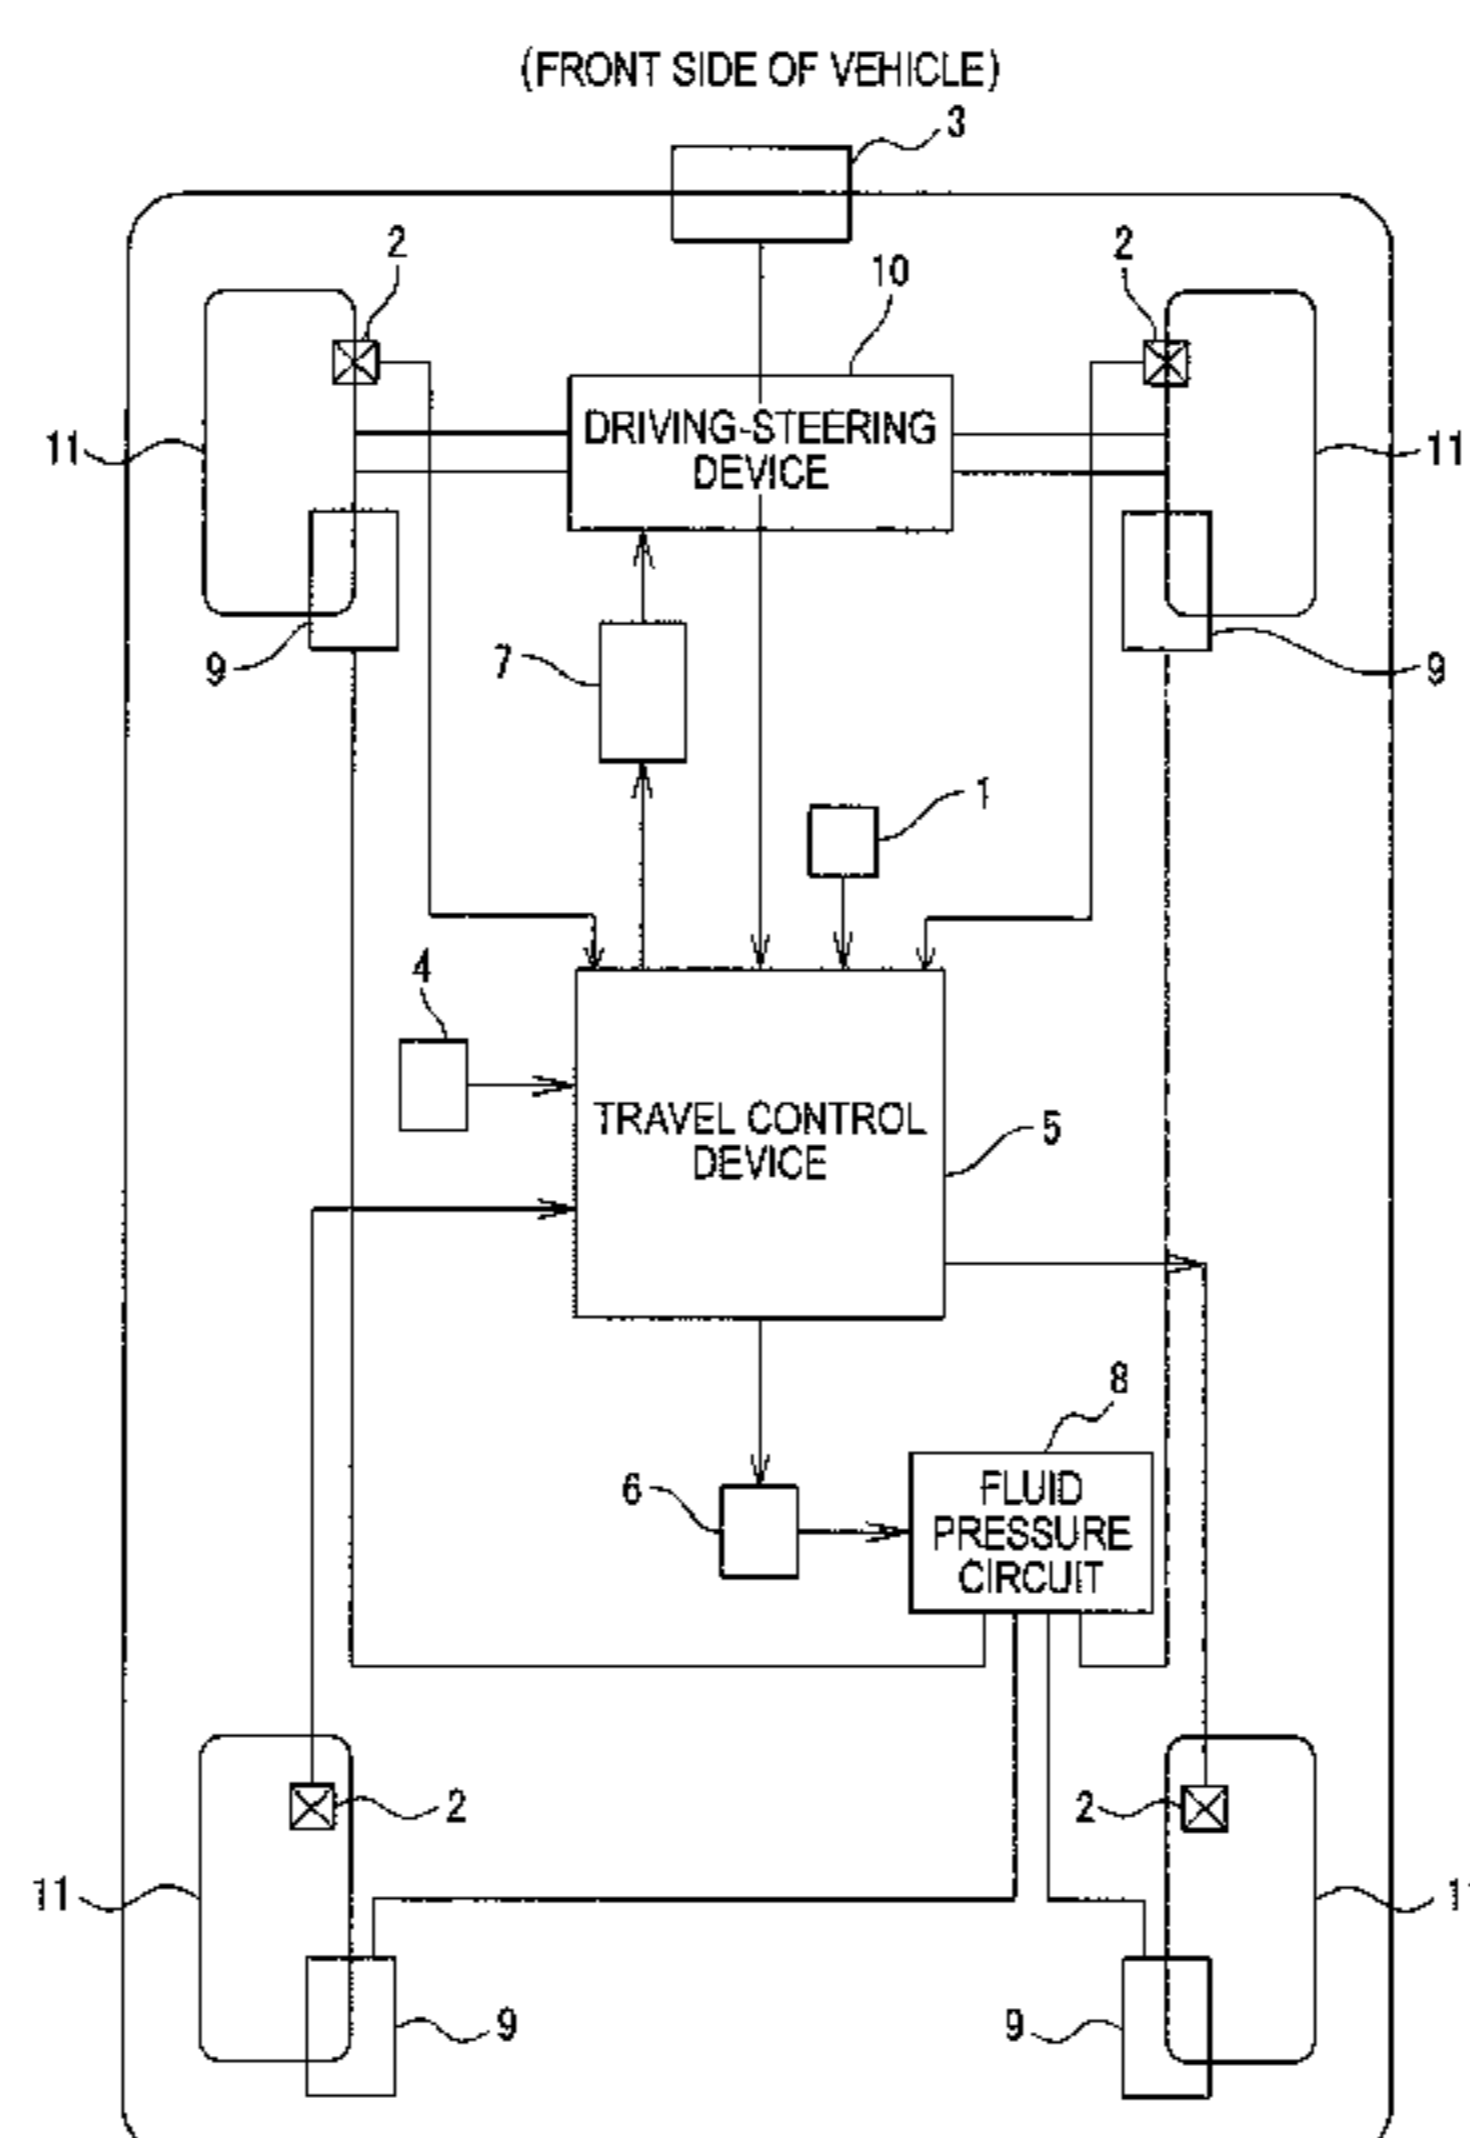 (FRONT SIDE OF VEHICLE)
3
2
2
10
DRIVING-STEERING
DEVICE
11
11
9
7
9
1
4
TRAVEL CONTROL
DEVICE
5
8
6
FLUID
PRESSURE
CIRCUIT
2
2
11
1
9
9